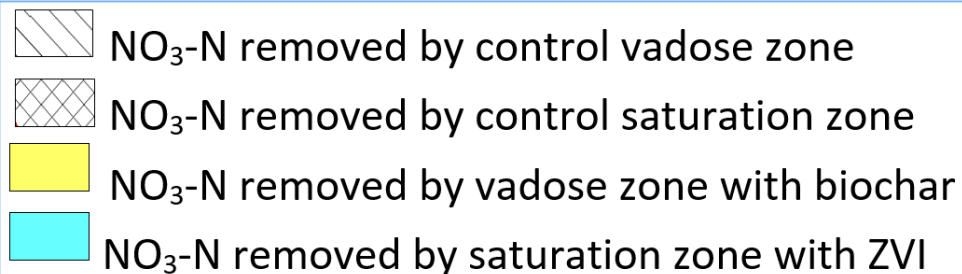 NO₃-N removed by control vadose zone
NO₃-N removed by control saturation zone
NO₃-N removed by vadose zone with biochar
NO₃-N removed by saturation zone with ZVI